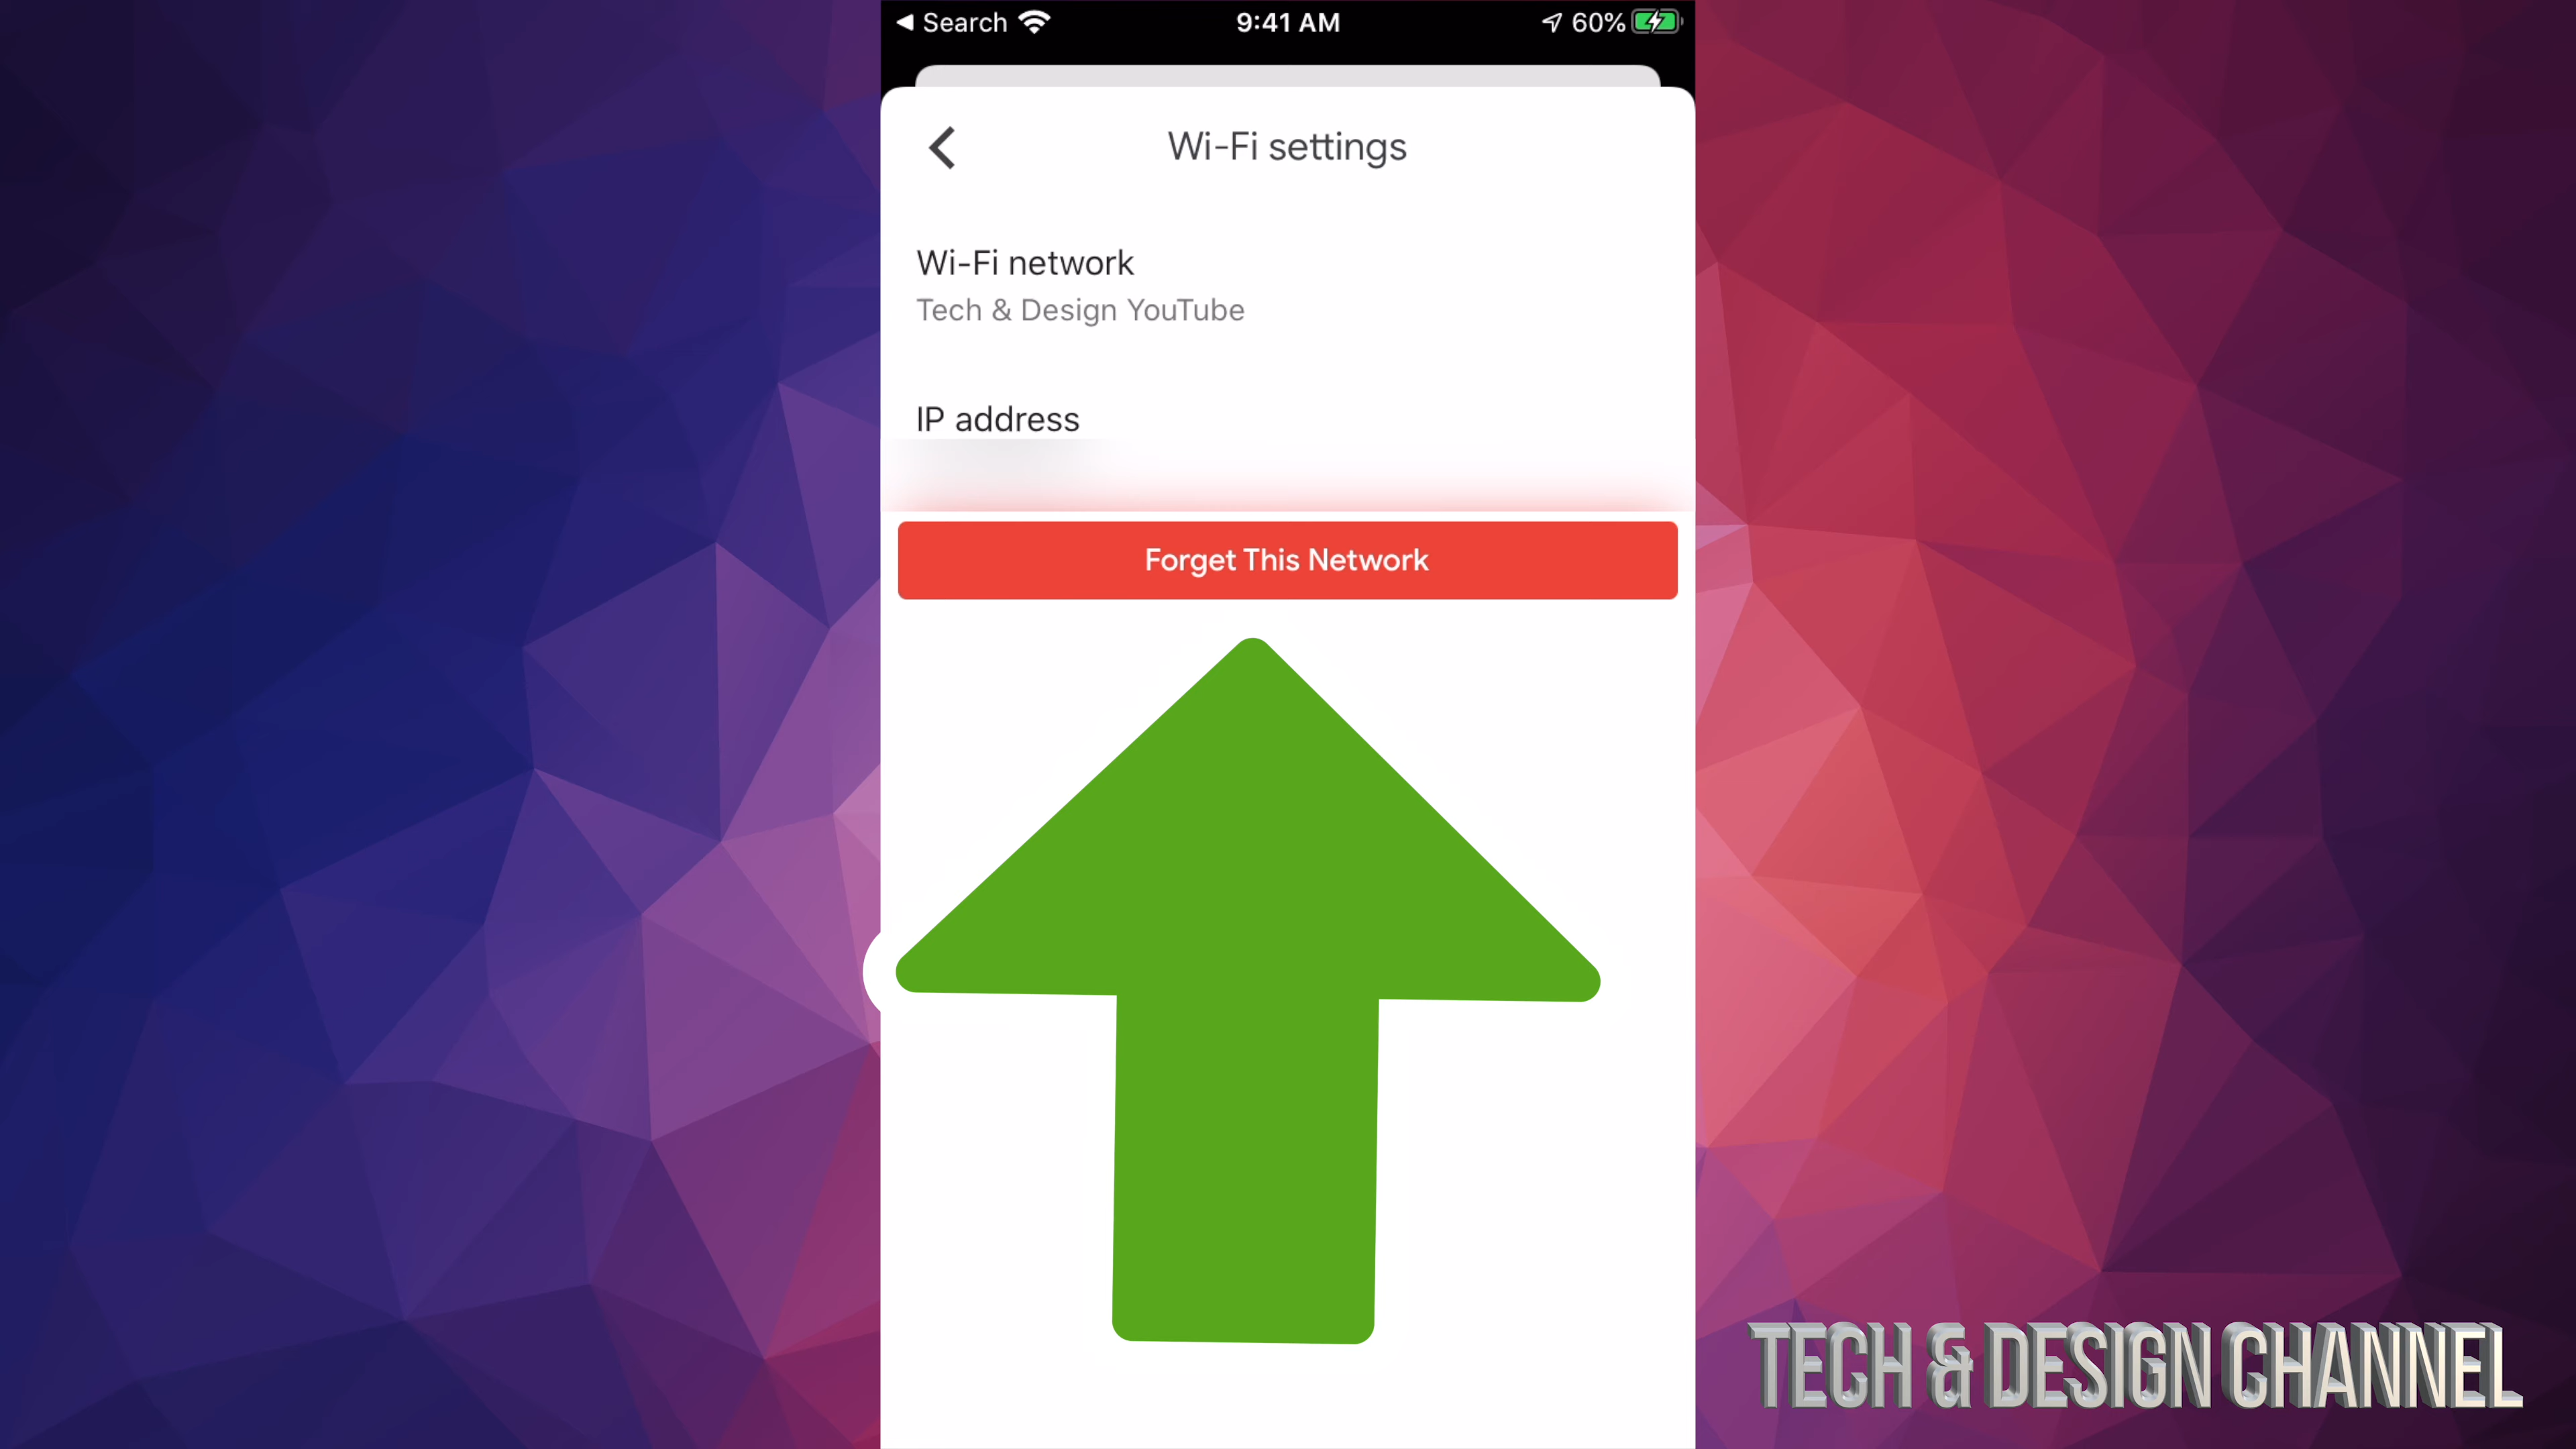 Search 9:41 AM 60%
Wi-Fi settings
Wi-Fi network
Tech & Design YouTube
IP address
Forget This Network
TECH & DESIGN CHANNEL